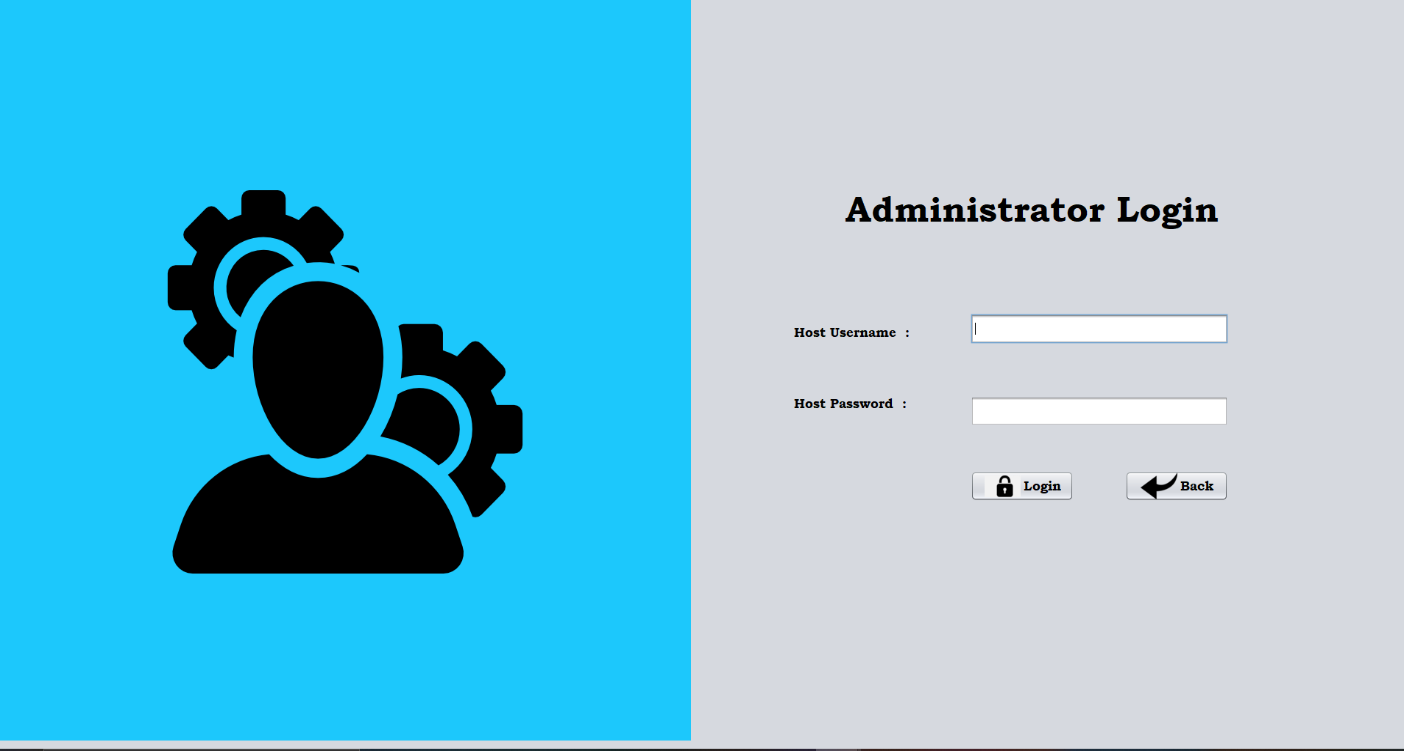 Administrator Login
Host Username :
Host Password :
Login
Back